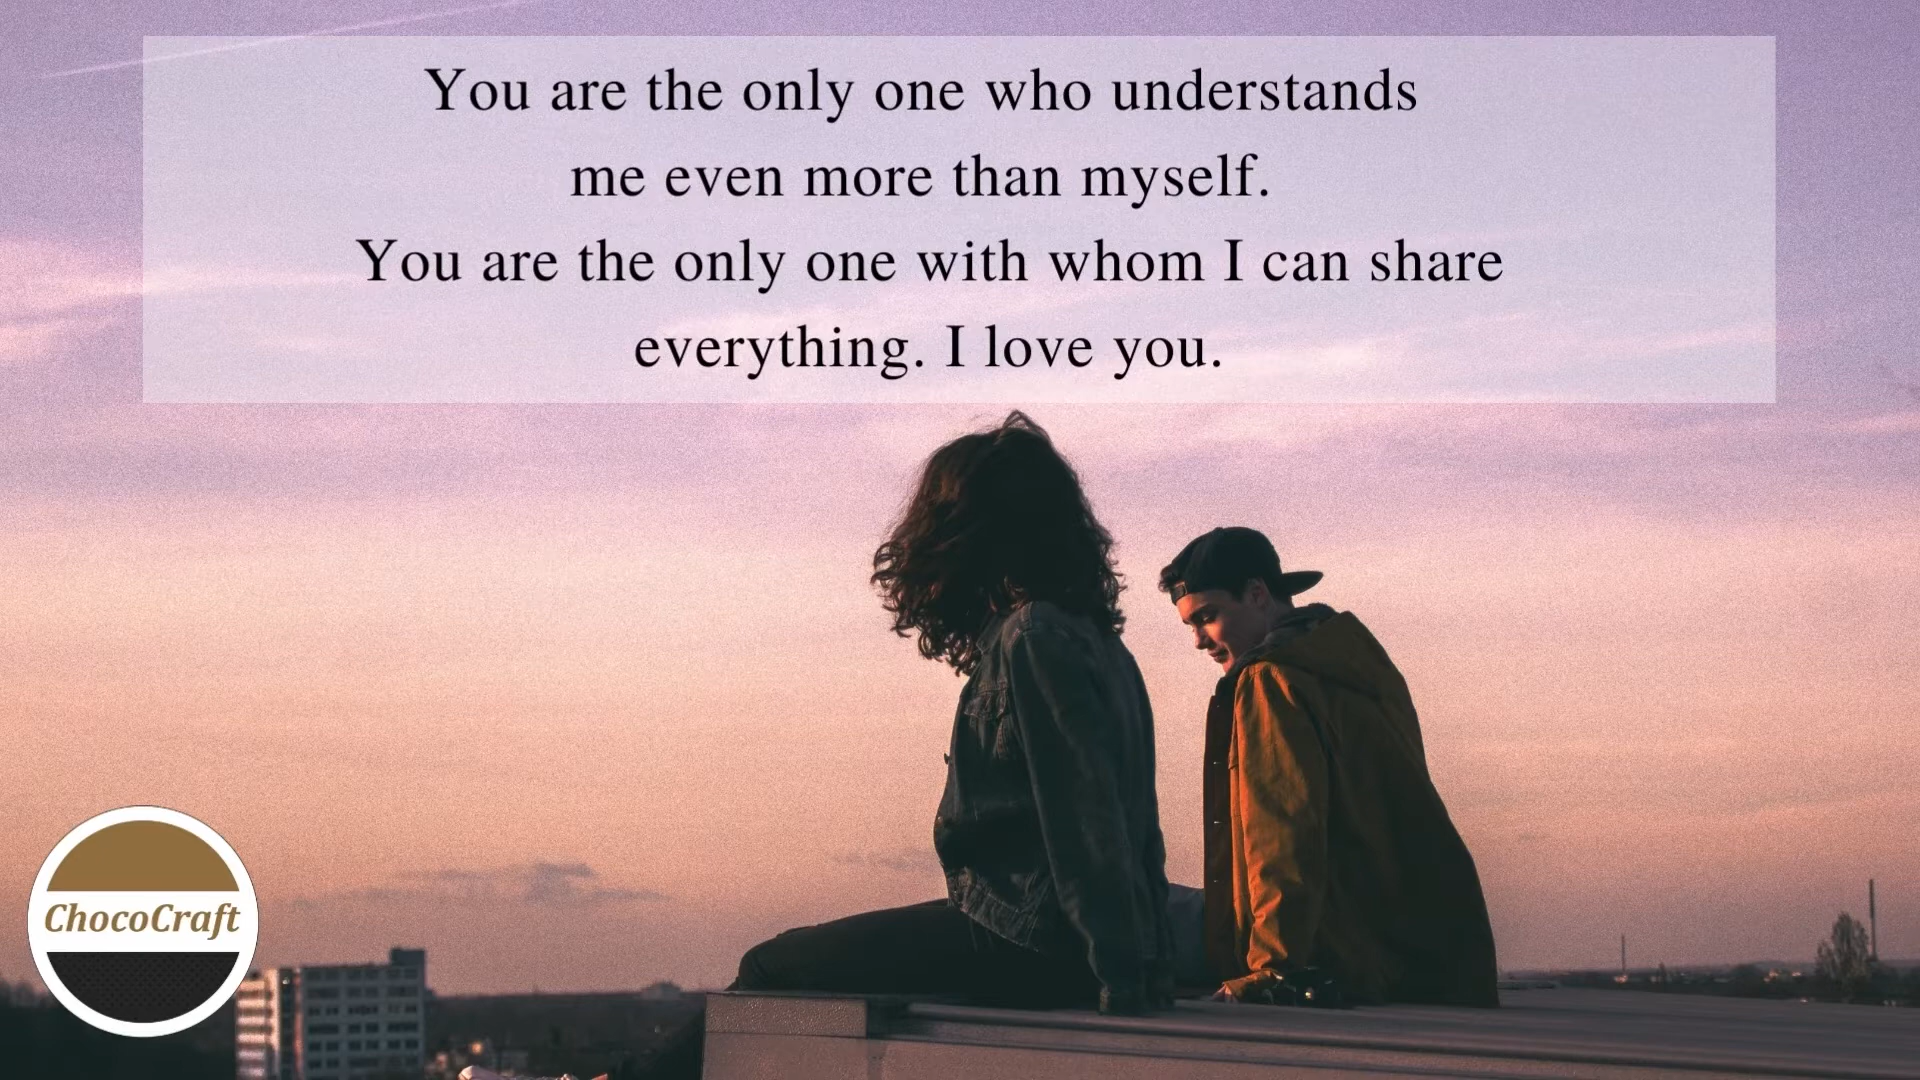 You are the only one who understands
me even more than myself.
You are the only one with whom I can share
everything. I love you.
ChocoCraft